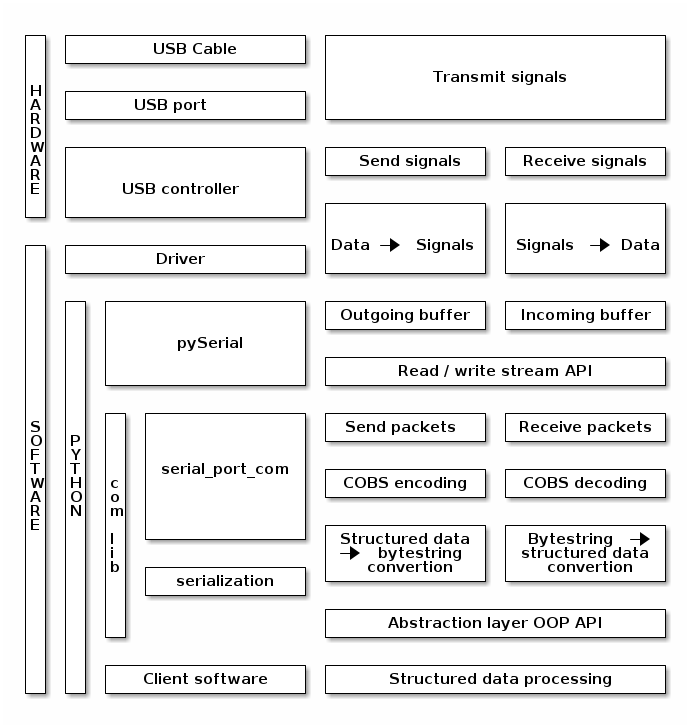 HARDWARE
USB Cable
Transmit signals
USB port
Send signals
Receive signals
USB controller
Data → Signals
Signals → Data
SOFTWARE
Driver
PYTHON
Outgoing buffer
Incoming buffer
pySerial
Read / write stream API
com lib
Send packets
Receive packets
serial_port_com
COBS encoding
COBS decoding
Structured data
→ bytestring
convertion
Bytestring →
structured data
convertion
serialization
Abstraction layer OOP API
Client software
Structured data processing